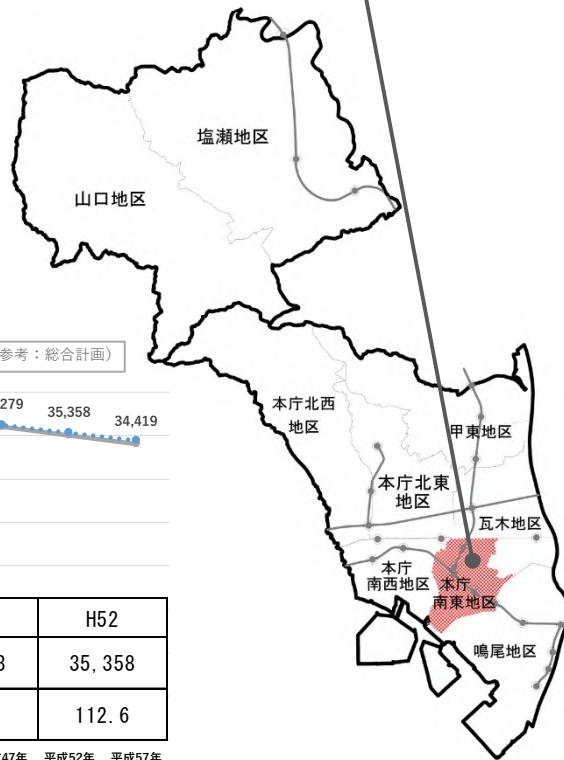 塩瀬地区
山口地区
参考：総合計画）
279
35,358
34,419
本庁北西
地区
甲東地区
本庁北東
地区
瓦木地区
本庁
南西地区
本庁
南東地区
鳴尾地区
H52
35,358
112.6
47年 平成52年 平成57年